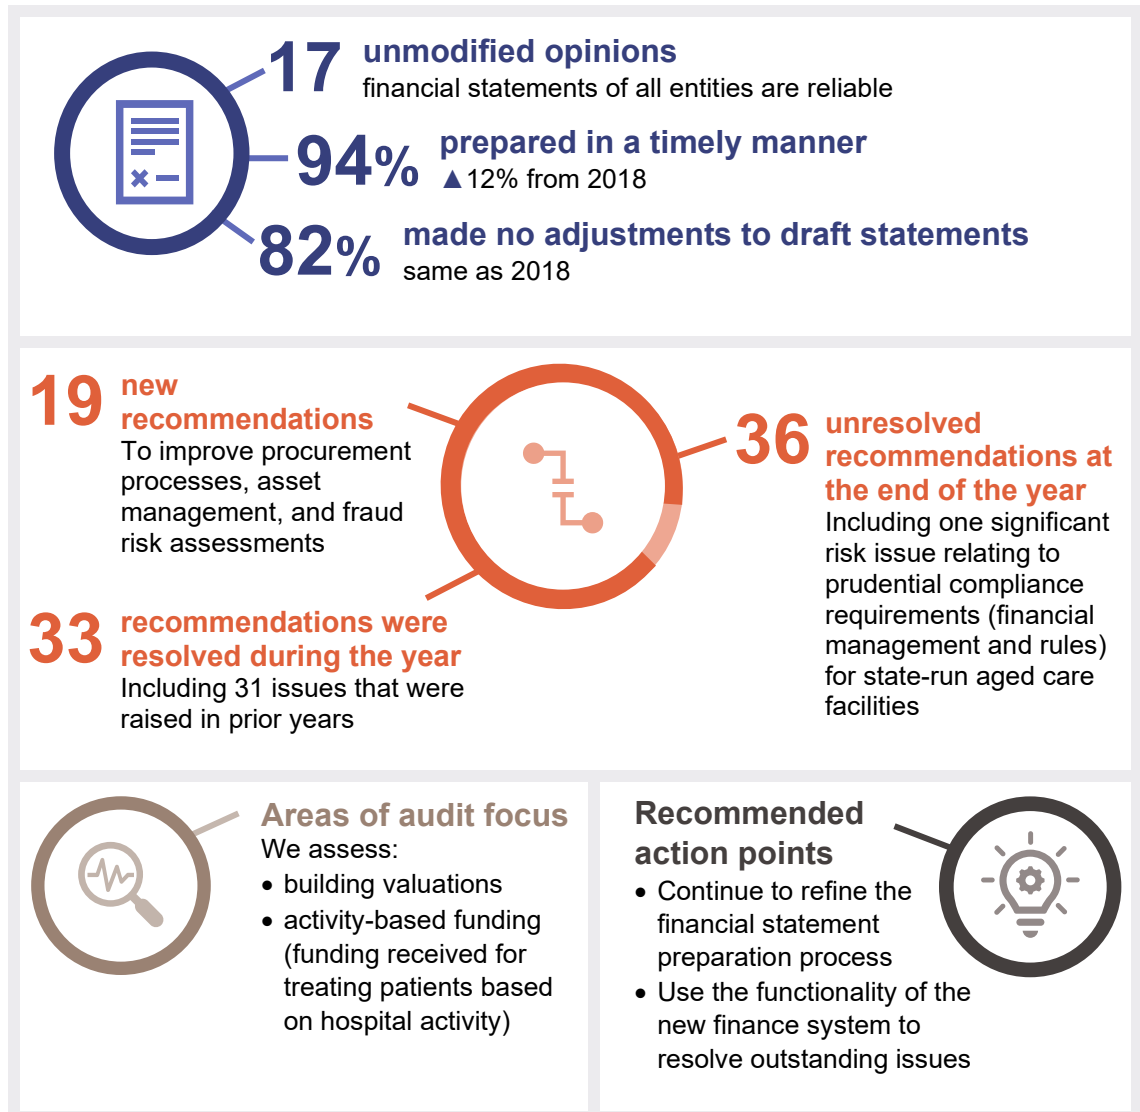 17 unmodified opinions
financial statements of all entities are reliable
94% prepared in a timely manner
▲12% from 2018
82% made no adjustments to draft statements
same as 2018
19 new
recommendations
To improve procurement
processes, asset
management, and fraud
risk assessments
33 recommendations were
resolved during the year
Including 31 issues that were
raised in prior years
36 unresolved
recommendations at
the end of the year
Including one significant
risk issue relating to
prudential compliance
requirements (financial
management and rules)
for state-run aged care
facilities
Areas of audit focus
We assess:
• building valuations
• activity-based funding
(funding received for
treating patients based
on hospital activity)
Recommended
action points
• Continue to refine the
financial statement
preparation process
• Use the functionality of the
new finance system to
resolve outstanding issues